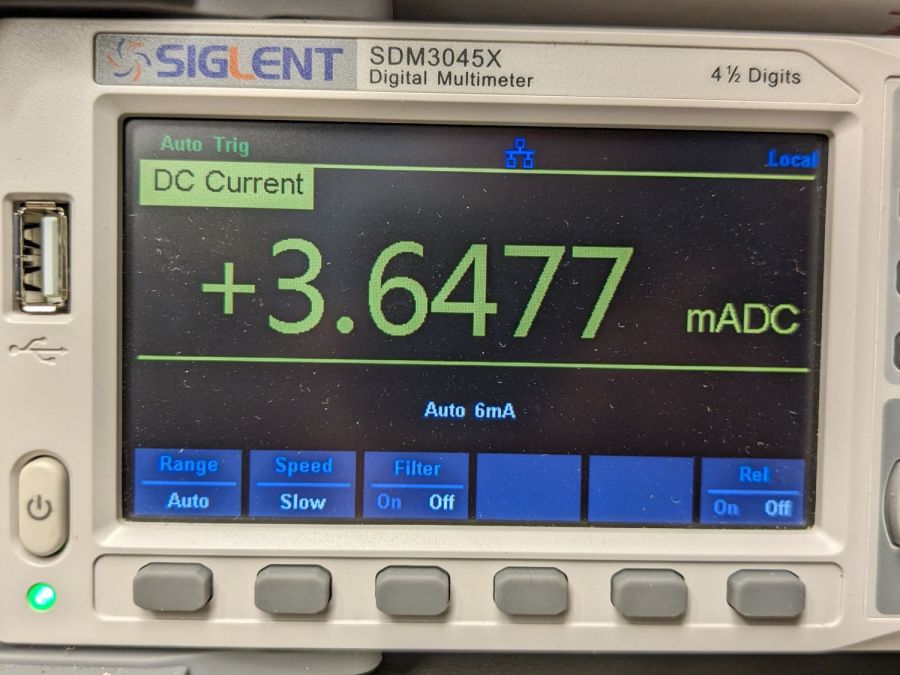 SIGLENT SDM3045X
Digital Multimeter
4 ½ Digits
Auto Trig
Local
DC Current
+3.6477 mADC
Auto 6mA
Range Speed Filter Rel
Auto Slow On Off On Off